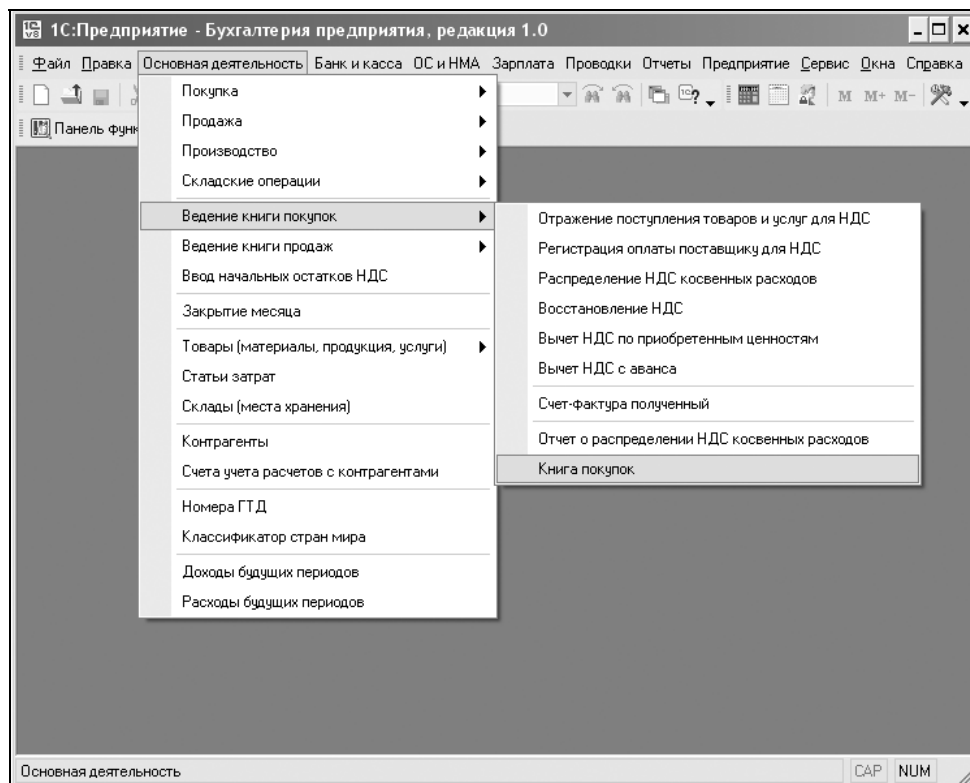 1С:Предприятие - Бухгалтерия предприятия, редакция 1.0
Файл Правка Основная деятельность Банк и касса ОС и НМА Зарплата Проводки Отчеты Предприятие Сервис Окна Справка
M M+ M-
Панель функ
Покупка
Продажа
Производство
Складские операции
Ведение книги покупок
Ведение книги продаж
Ввод начальных остатков НДС
Закрытие месяца
Товары (материалы, продукция, услуги)
Статьи затрат
Склады (места хранения)
Контрагенты
Счета учета расчетов с контрагентами
Номера ГТД
Классификатор стран мира
Доходы будущих периодов
Расходы будущих периодов
Отражение поступления товаров и услуг для НДС
Регистрация оплаты поставщику для НДС
Распределение НДС косвенных расходов
Восстановление НДС
Вычет НДС по приобретенным ценностям
Вычет НДС с аванса
Счет-фактура полученный
Отчет о распределении НДС косвенных расходов
Книга покупок
Основная деятельность
CAP NUM